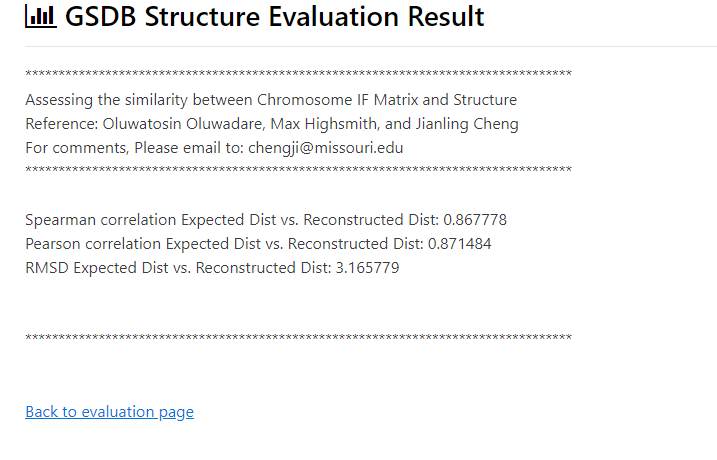 GSDB Structure Evaluation Result
**********************************************************************************
Assessing the similarity between Chromosome IF Matrix and Structure
Reference: Oluwatosin Oluwadare, Max Highsmith, and Jianling Cheng
For comments, Please email to: chengji@missouri.edu
**********************************************************************************
Spearman correlation Expected Dist vs. Reconstructed Dist: 0.867778
Pearson correlation Expected Dist vs. Reconstructed Dist: 0.871484
RMSD Expected Dist vs. Reconstructed Dist: 3.165779
**********************************************************************************
Back to evaluation page